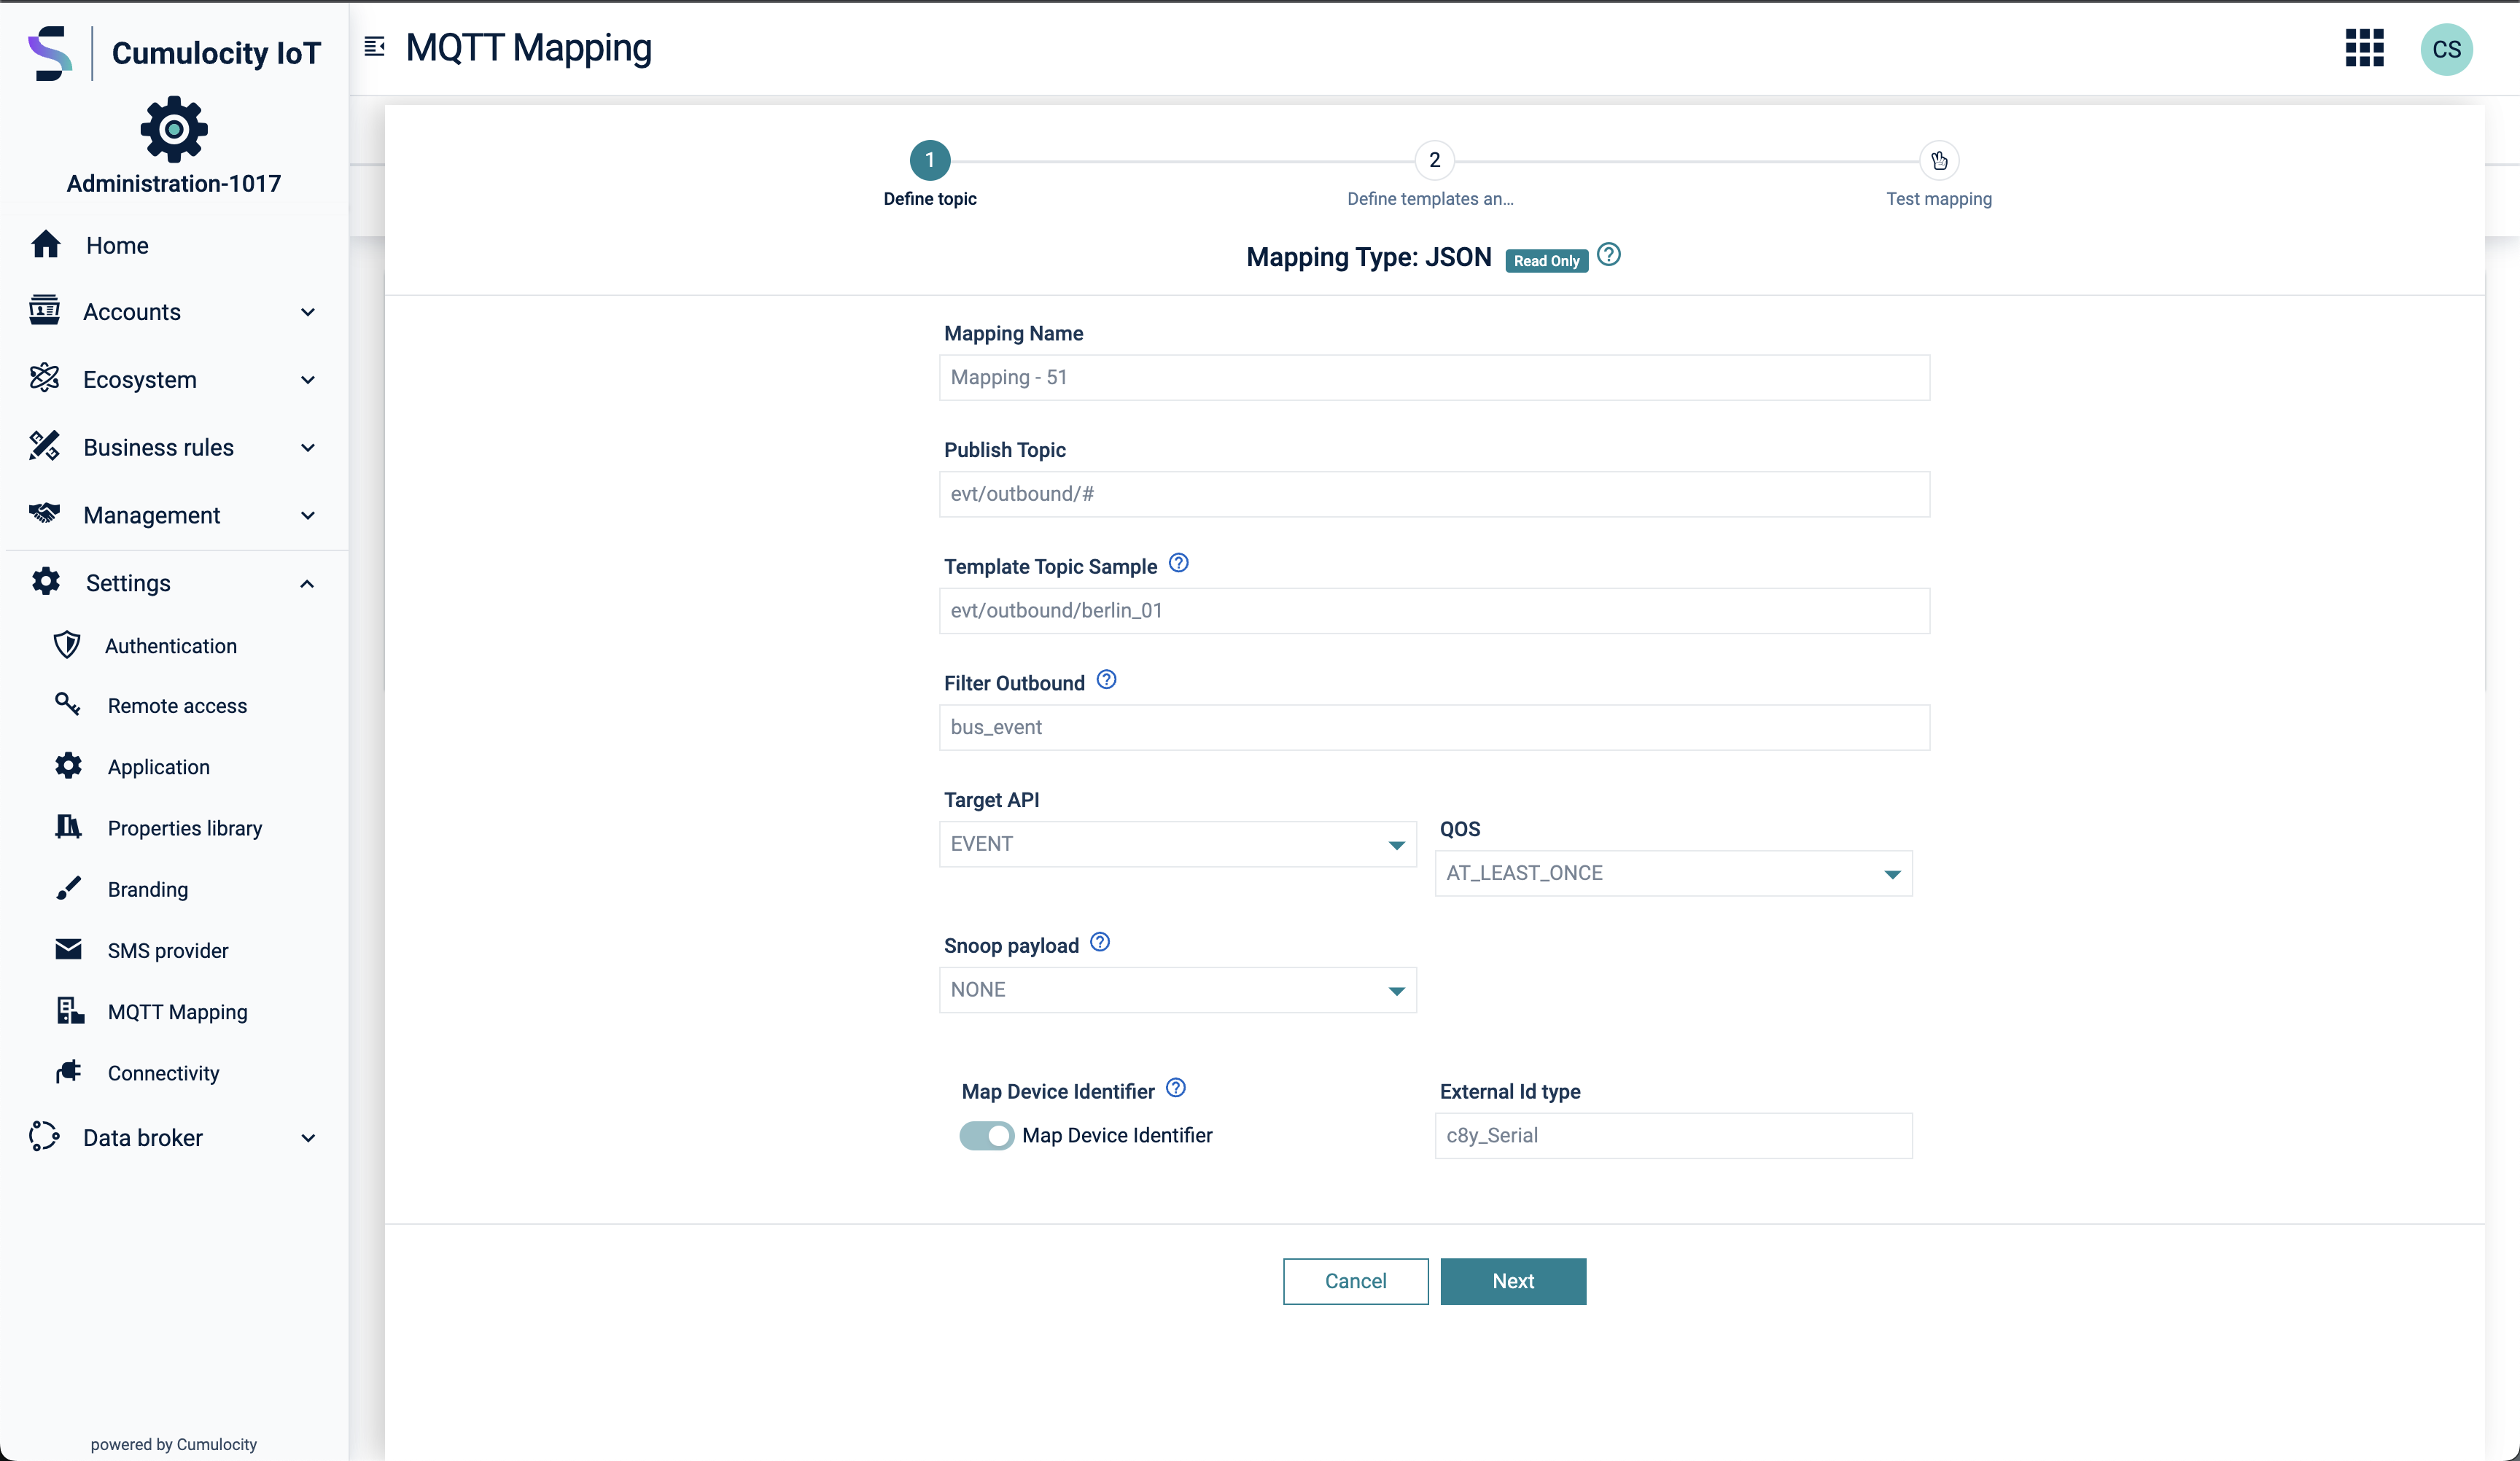 Cumulocity IoT
MQTT Mapping
CS
Administration-1017
Home
Accounts
Ecosystem
Business rules
Management
Settings
Authentication
Remote access
Application
Properties library
Branding
SMS provider
MQTT Mapping
Connectivity
Data broker
powered by Cumulocity
1
2
Define topic
Define templates an...
Test mapping
Mapping Type: JSON Read Only
Mapping Name
Mapping - 51
Publish Topic
evt/outbound/#
Template Topic Sample
evt/outbound/berlin_01
Filter Outbound
bus_event
Target API
EVENT
QOS
AT_LEAST_ONCE
Snoop payload
NONE
Map Device Identifier
Map Device Identifier
External Id type
c8y_Serial
Cancel
Next